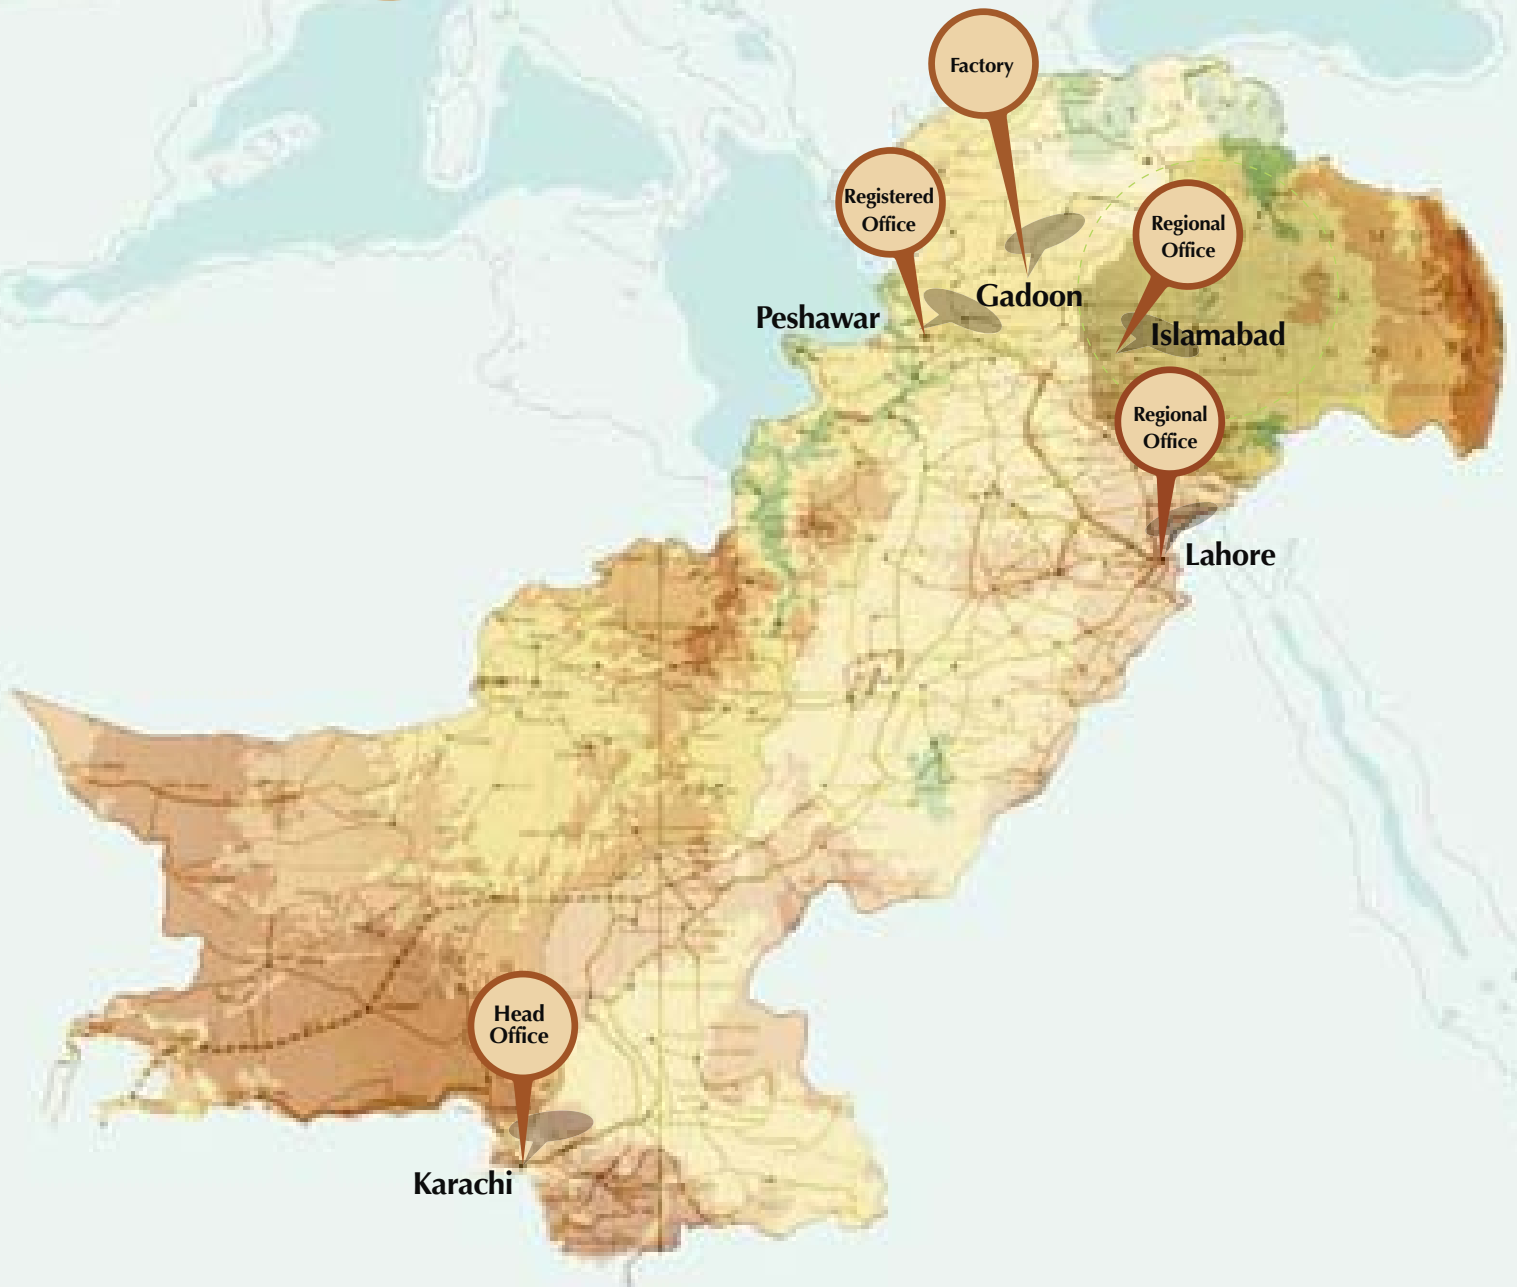 Factory
Registered
Office
Regional
Office
Gadoon
Peshawar
Islamabad
Regional
Office
Lahore
Head
Office
Karachi